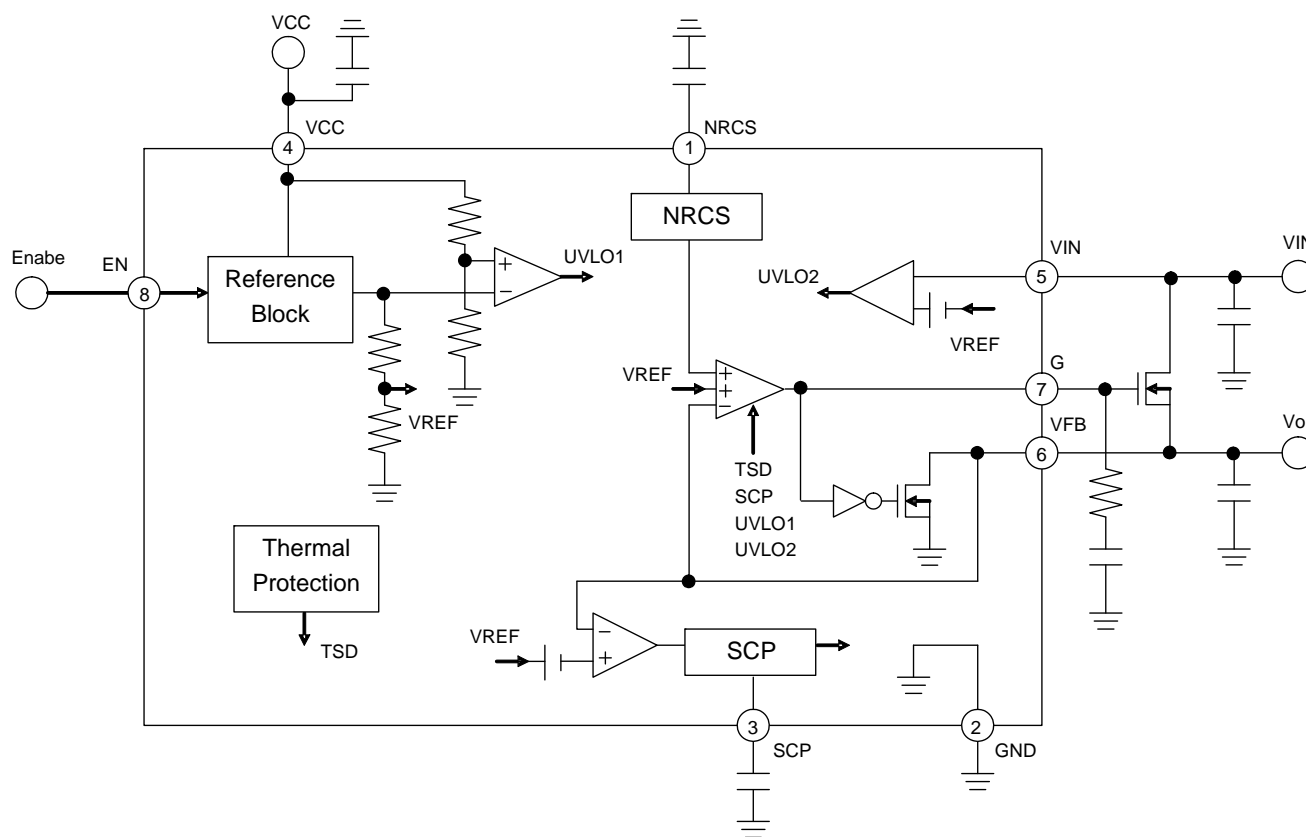 VCC
VCC
4
NRCS
1
NRCS
Enabe
EN
8
Reference
Block
UVLO1
+
−
VREF
UVLO2
VREF
VIN
5
VIN
VREF
+
+
−
G
7
VFB
6
Vo
TSD
SCP
UVLO1
UVLO2
Thermal
Protection
TSD
VREF
−
+
SCP
3
SCP
2
GND